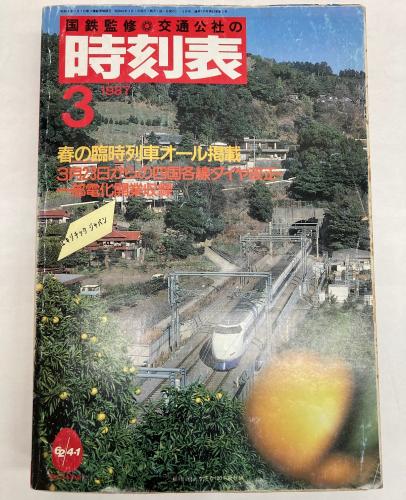 国鉄監修 交通公社の
時刻表
3
1987
春の臨時列車オール掲載
3月23日からの四国各線ダイヤ改正
一部電化開業収録
62/4-1